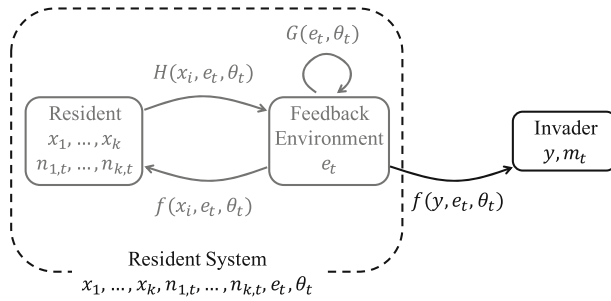 G(e_t, θ_t)
H(x_i, e_t, θ_t)
Resident
x_1, ..., x_k
n_{1,t}, ..., n_{k,t}
Feedback
Environment
e_t
Invader
y, m_t
f(x_i, e_t, θ_t)
f(y, e_t, θ_t)
Resident System
x_1, ..., x_k, n_{1,t}, ..., n_{k,t}, e_t, θ_t